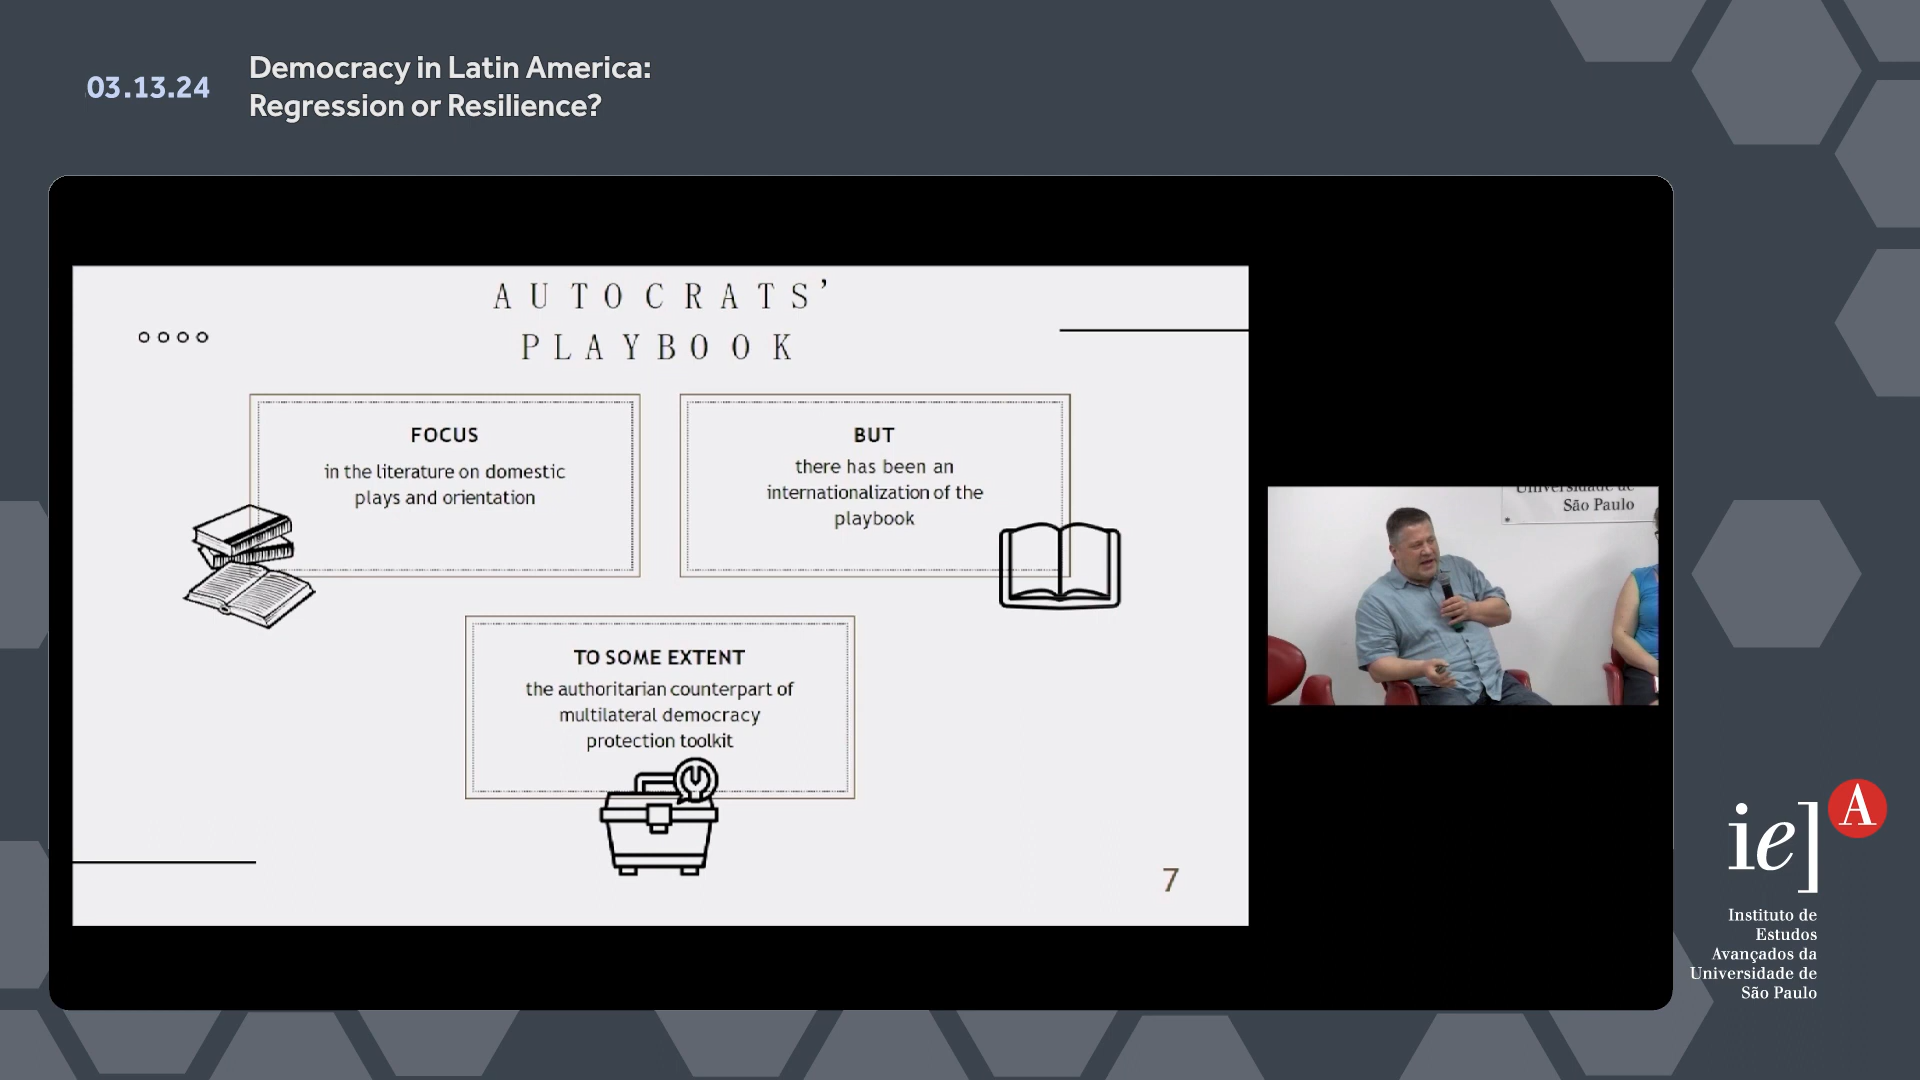 03.13.24
Democracy in Latin America:
Regression or Resilience?
AUTOCRATS’
PLAYBOOK
FOCUS
in the literature on domestic
plays and orientation
BUT
there has been an
internationalization of the
playbook
TO SOME EXTENT
the authoritarian counterpart of
multilateral democracy
protection toolkit
7
Universidade de
São Paulo
ie] A
Instituto de
Estudos
Avançados da
Universidade de
São Paulo